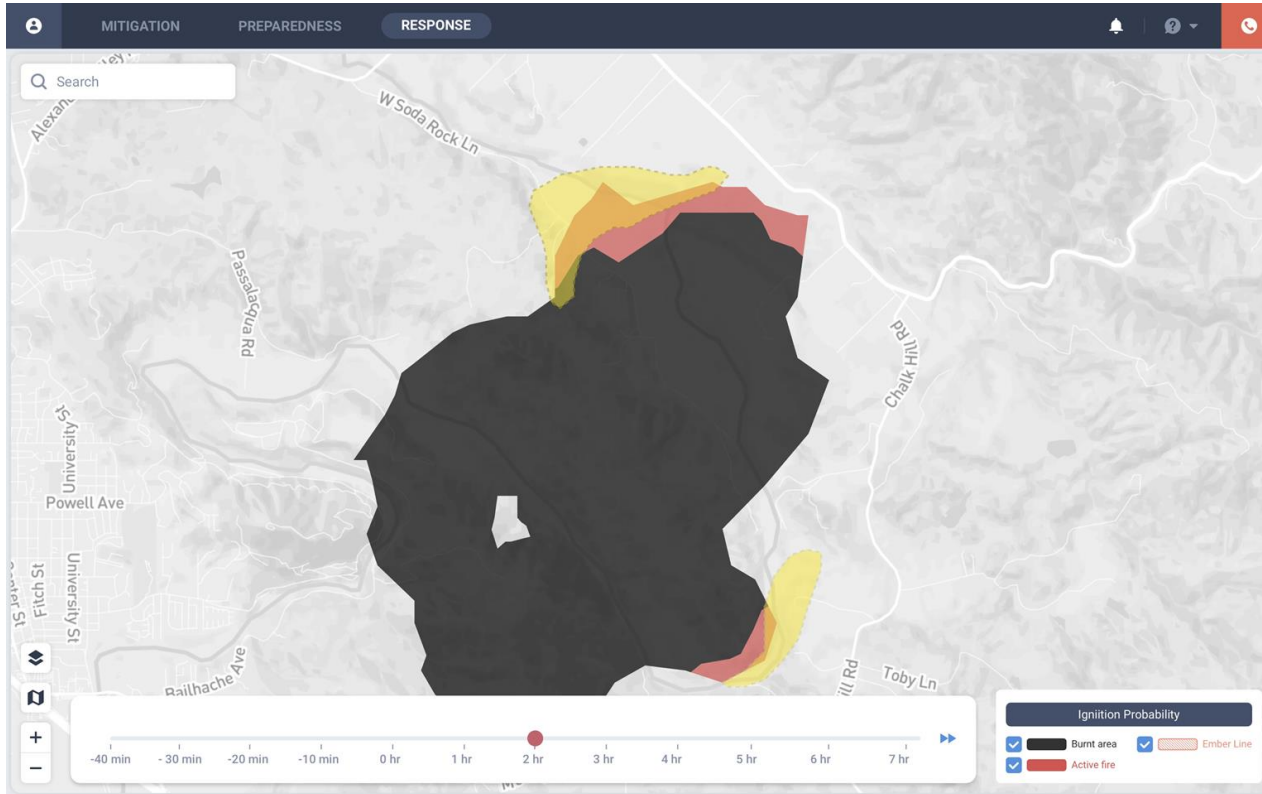 MITIGATION
PREPAREDNESS
RESPONSE
Search
W Soda Rock Ln
Passalacqua Rd
Chalk Hill Rd
University St
Powell Ave
University St
Fitch St
Bailhache Ave
Toby Ln
ill Rd
-40 min
- 30 min
-20 min
-10 min
0 hr
1 hr
2 hr
3 hr
4 hr
5 hr
6 hr
7 hr
Igniition Probability
Burnt area
Ember Line
Active fire